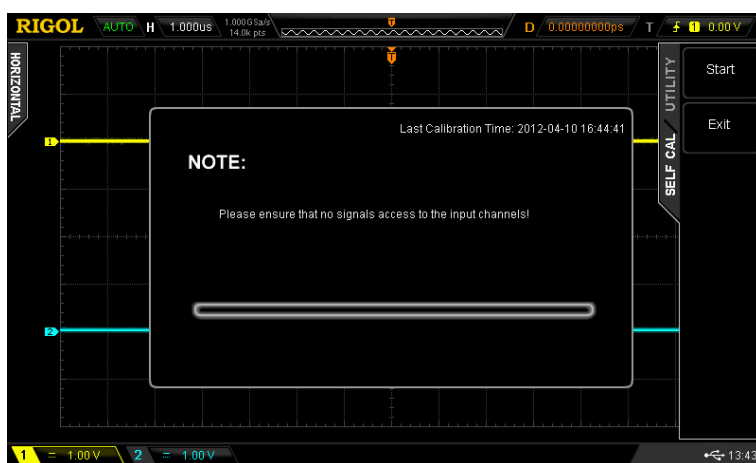 RIGOL AUTO H 1.000us 1.000GSa/s 14.0k pts T D 0.00000000ps T 1 0.00 V
HORIZONTAL
T
UTILITY
SELF CAL
Start
Exit
Last Calibration Time: 2012-04-10 16:44:41
NOTE:
Please ensure that no signals access to the input channels!
1
2
1 = 1.00 V 2 = 1.00 V 13:43